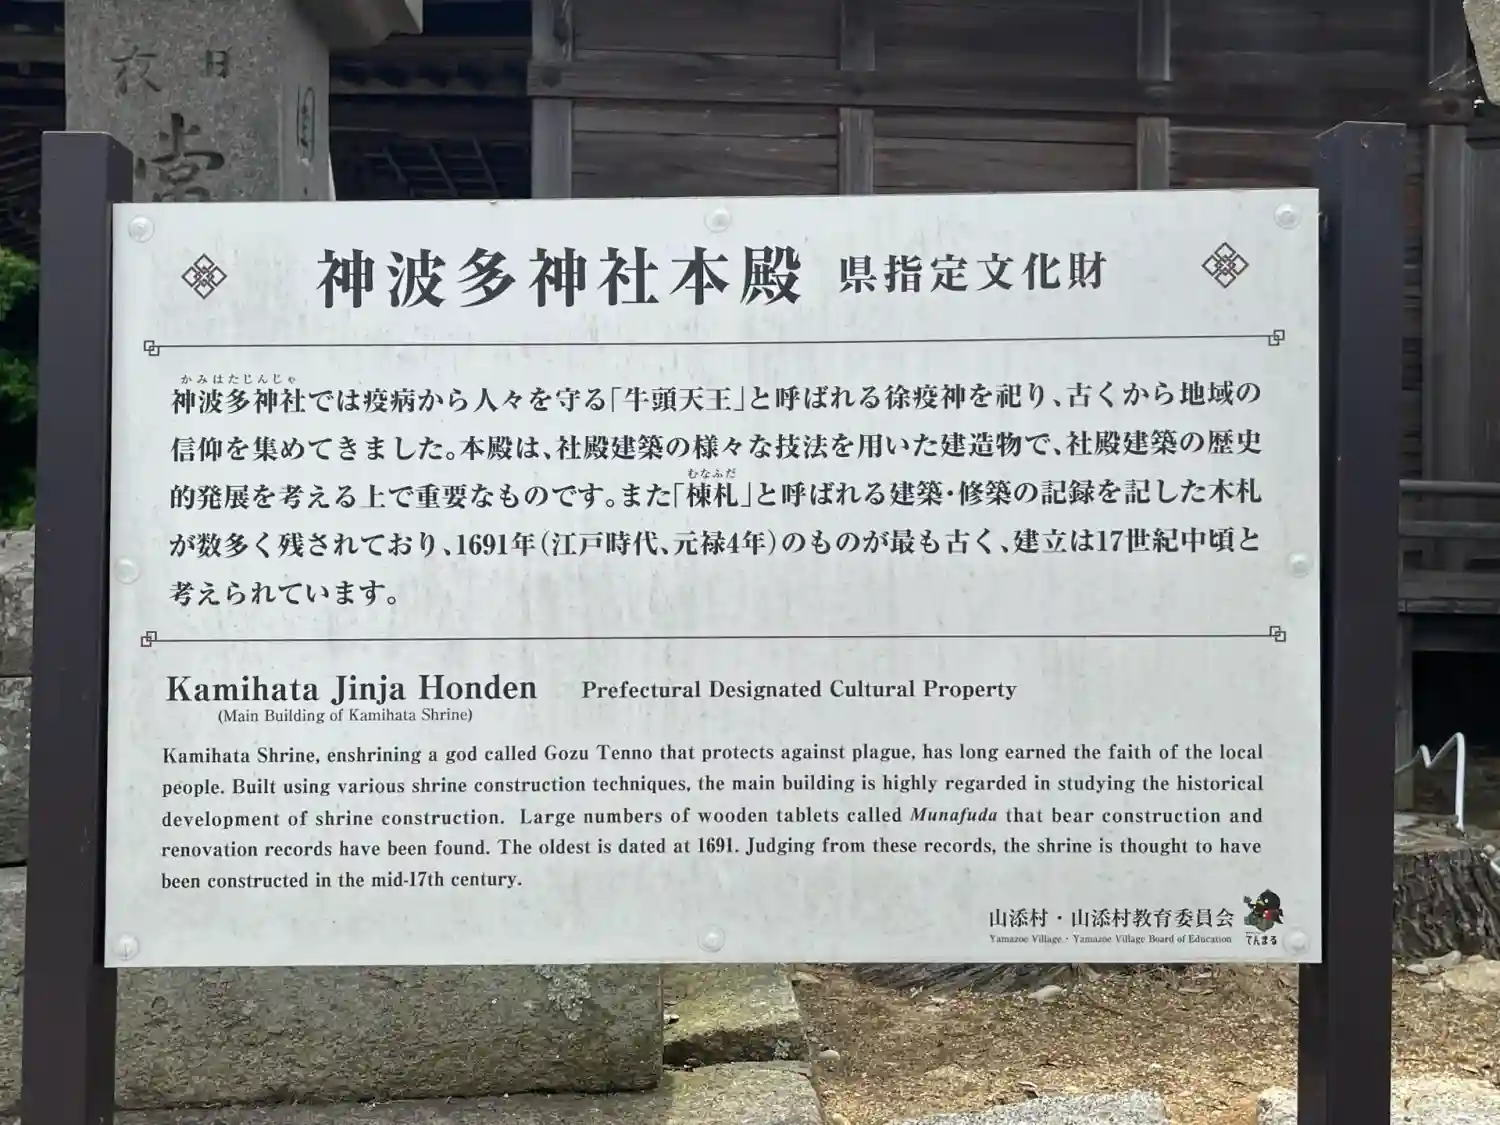 夜 日
常
神波多神社本殿 県指定文化財
かみはたじんじゃ
神波多神社では疫病から人々を守る「牛頭天王」と呼ばれる徐疫神を祀り、古くから地域の
信仰を集めてきました。本殿は、社殿建築の様々な技法を用いた建造物で、社殿建築の歴史
むなふだ
的発展を考える上で重要なものです。また「棟札」と呼ばれる建築・修築の記録を記した木札
が数多く残されており、1691年(江戸時代、元禄4年)のものが最も古く、建立は17世紀中頃と
考えられています。
Kamihata Jinja Honden Prefectural Designated Cultural Property
(Main Building of Kamihata Shrine)
Kamihata Shrine, enshrining a god called Gozu Tenno that protects against plague, has long earned the faith of the local
people. Built using various shrine construction techniques, the main building is highly regarded in studying the historical
development of shrine construction. Large numbers of wooden tablets called Munafuda that bear construction and
renovation records have been found. The oldest is dated at 1691. Judging from these records, the shrine is thought to have
been constructed in the mid-17th century.
山添村・山添村教育委員会
Yamazoe Village・Yamazoe Village Board of Education
てんまる